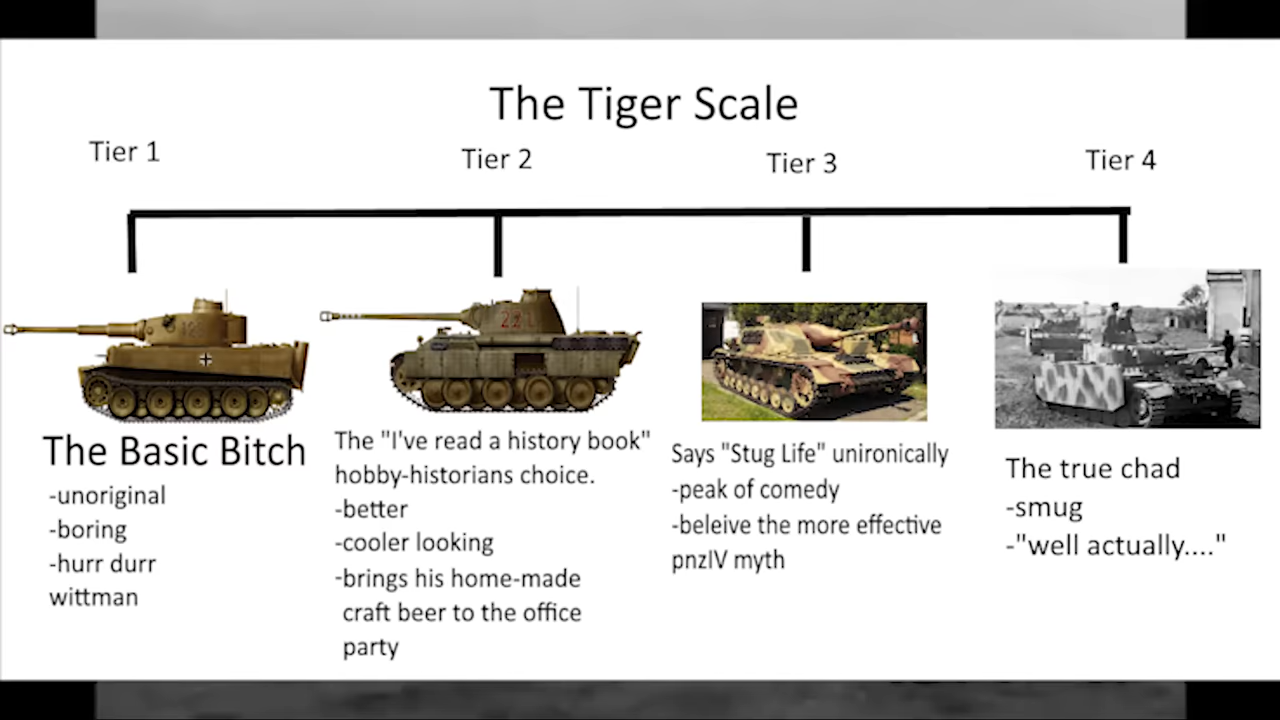 The Tiger Scale
Tier 1
Tier 2
Tier 3
Tier 4
The Basic Bitch
-unoriginal
-boring
-hurr durr
wittman
The "I've read a history book"
hobby-historians choice.
-better
-cooler looking
-brings his home-made
craft beer to the office
party
Says "Stug Life" unironically
-peak of comedy
-beleive the more effective
pnzIV myth
The true chad
-smug
-"well actually...."